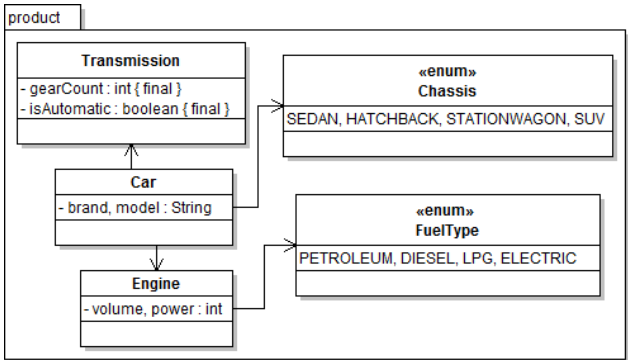 product
Transmission
- gearCount : int { final }
- isAutomatic : boolean { final }
«enum»
Chassis
SEDAN, HATCHBACK, STATIONWAGON, SUV
Car
- brand, model : String
«enum»
FuelType
PETROLEUM, DIESEL, LPG, ELECTRIC
Engine
- volume, power : int